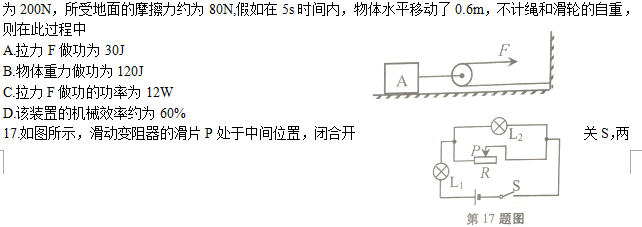 为 200N，所受地面的摩擦力约为 80N,假如在 5s 时间内，物体水平移动了 0.6m，不计绳和滑轮的自重，
则在此过程中
A.拉力 F 做功为 30J
B.物体重力做功为 120J
C.拉力 F 做功的功率为 12W
D.该装置的机械效率约为 60%
F
A
17.如图所示，滑动变阻器的滑片 P 处于中间位置，闭合开关 S,两
L2
P
R
L1
S
第 17 题图